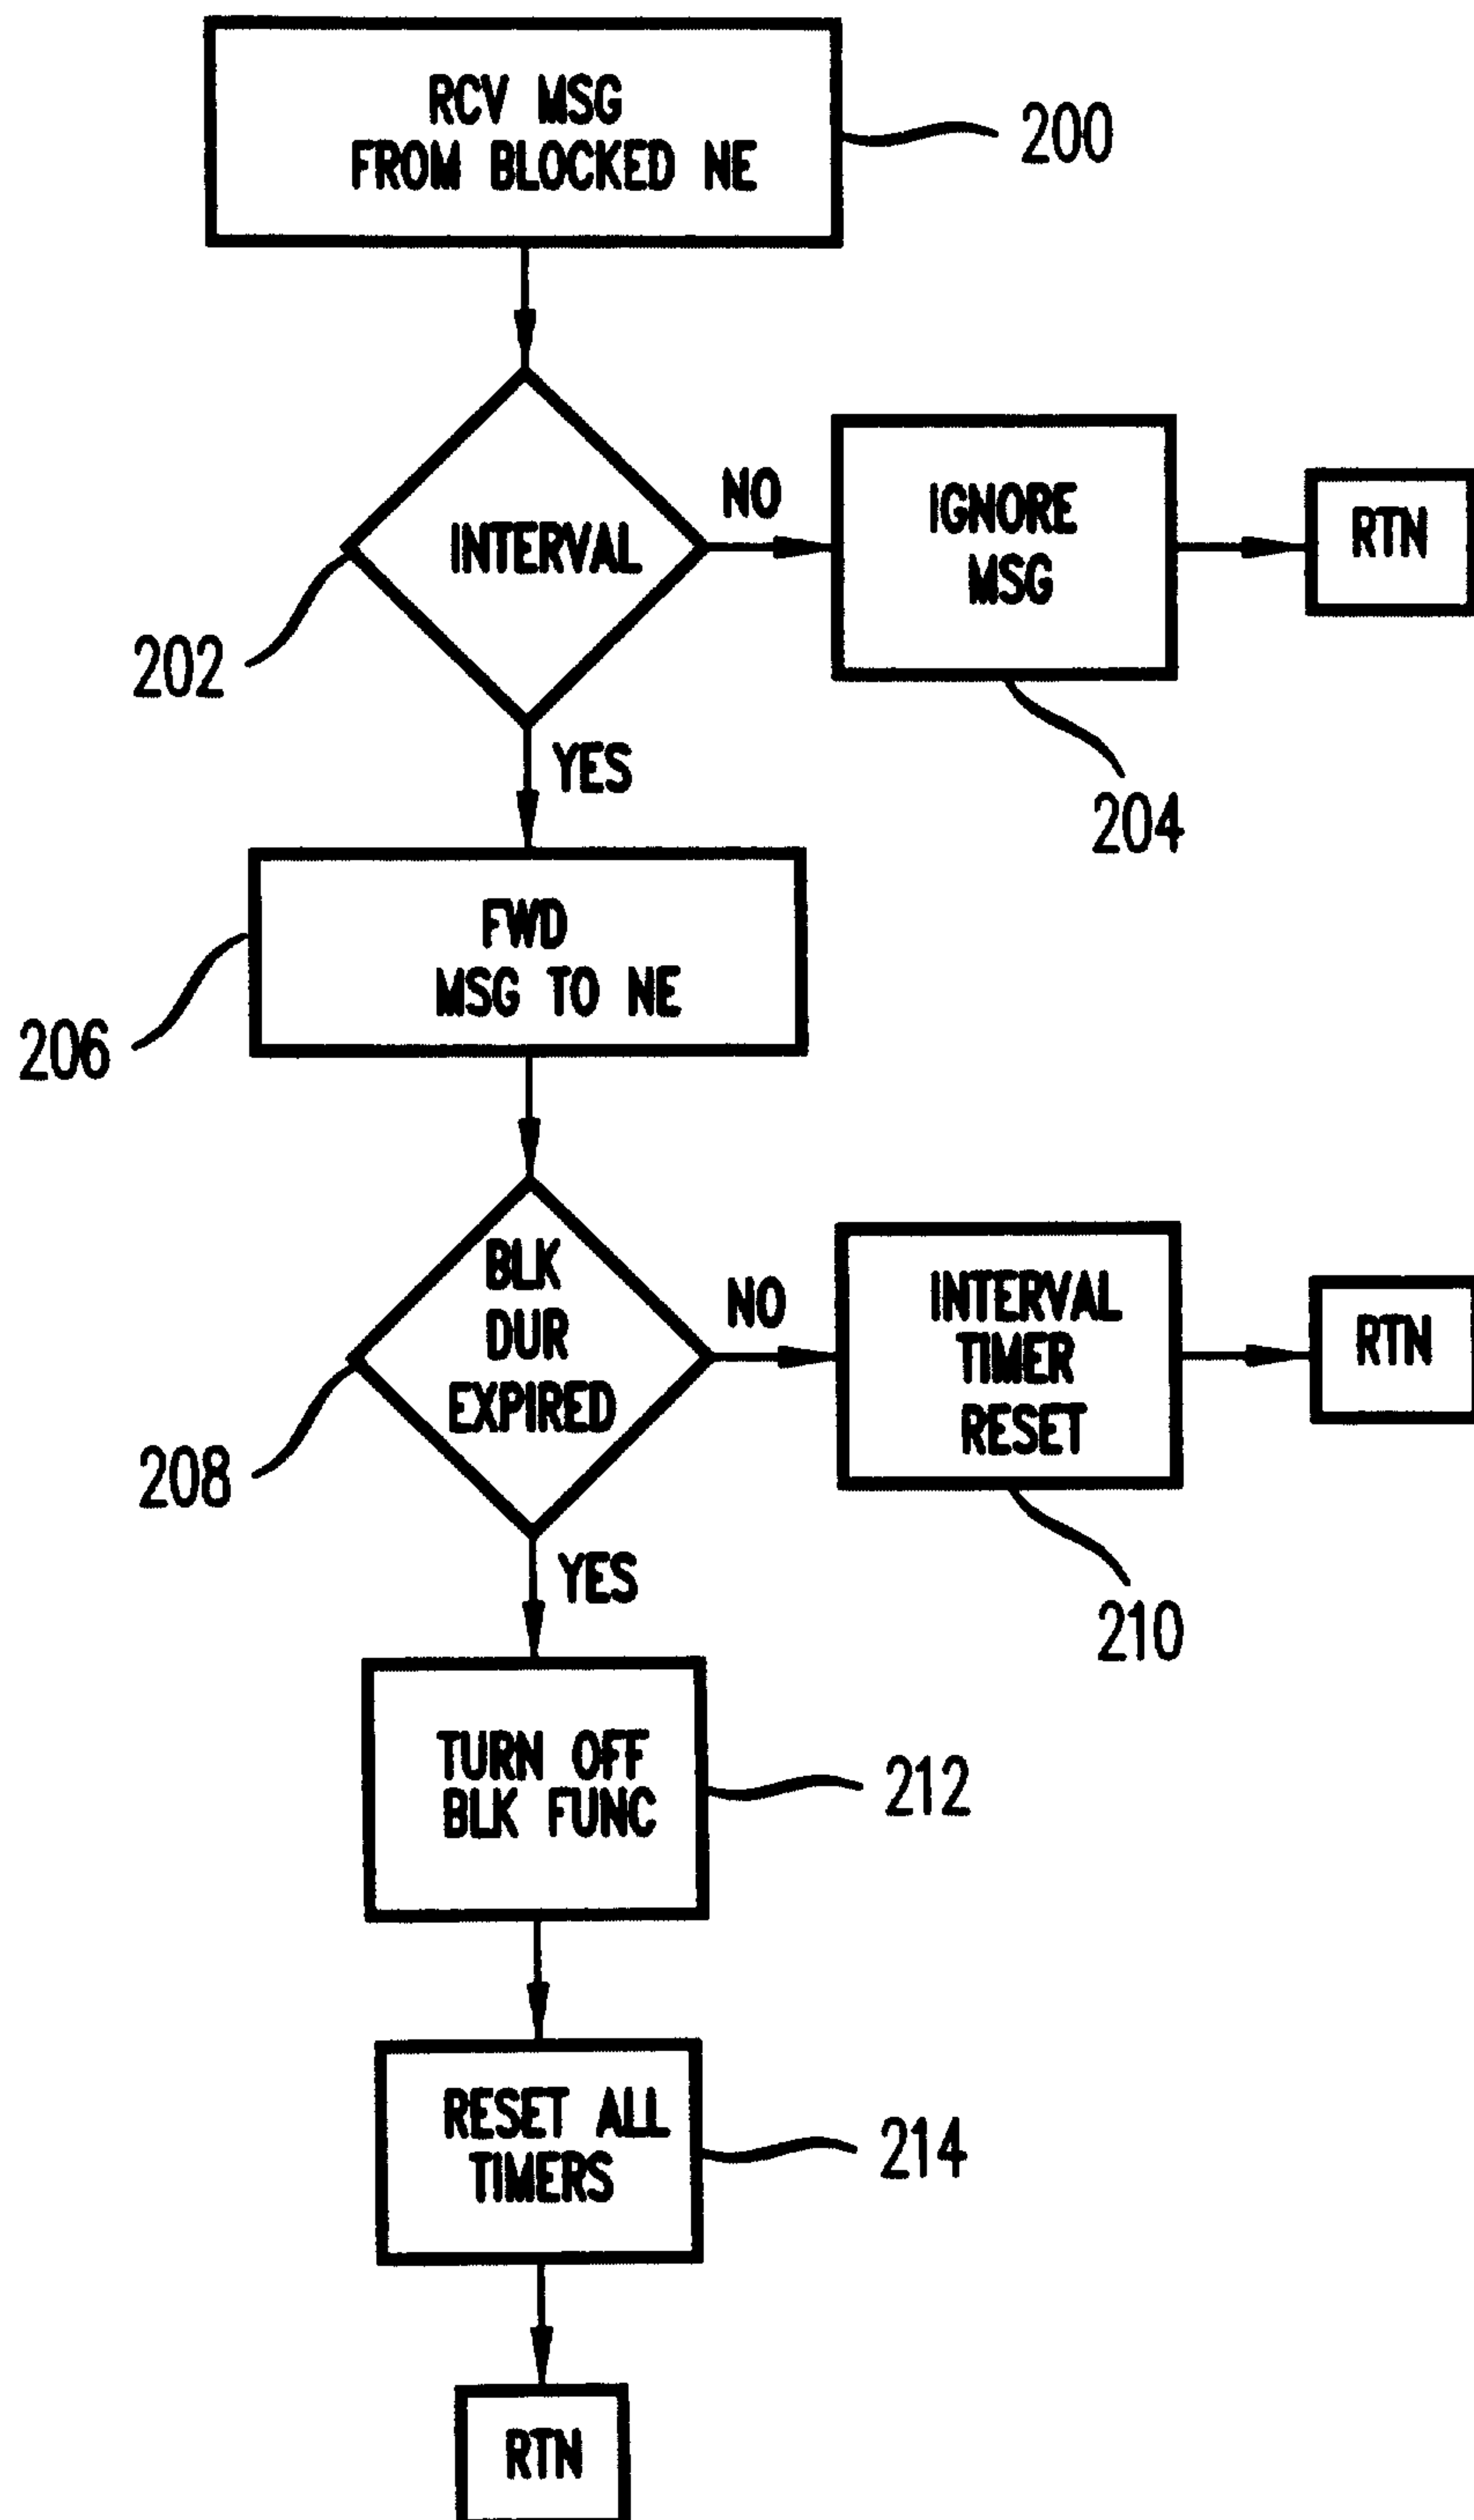 RCV MSG
FROM BLOCKED NE
200
INTERVAL
NO
IGNORE
MSG
RTN
202
YES
204
FWD
MSG TO NE
206
BLK
DUR
EXPIRED
NO
INTERVAL
TIMER
RESET
RTN
208
YES
210
TURN OFF
BLK FUNC
212
RESET ALL
TIMERS
214
RTN